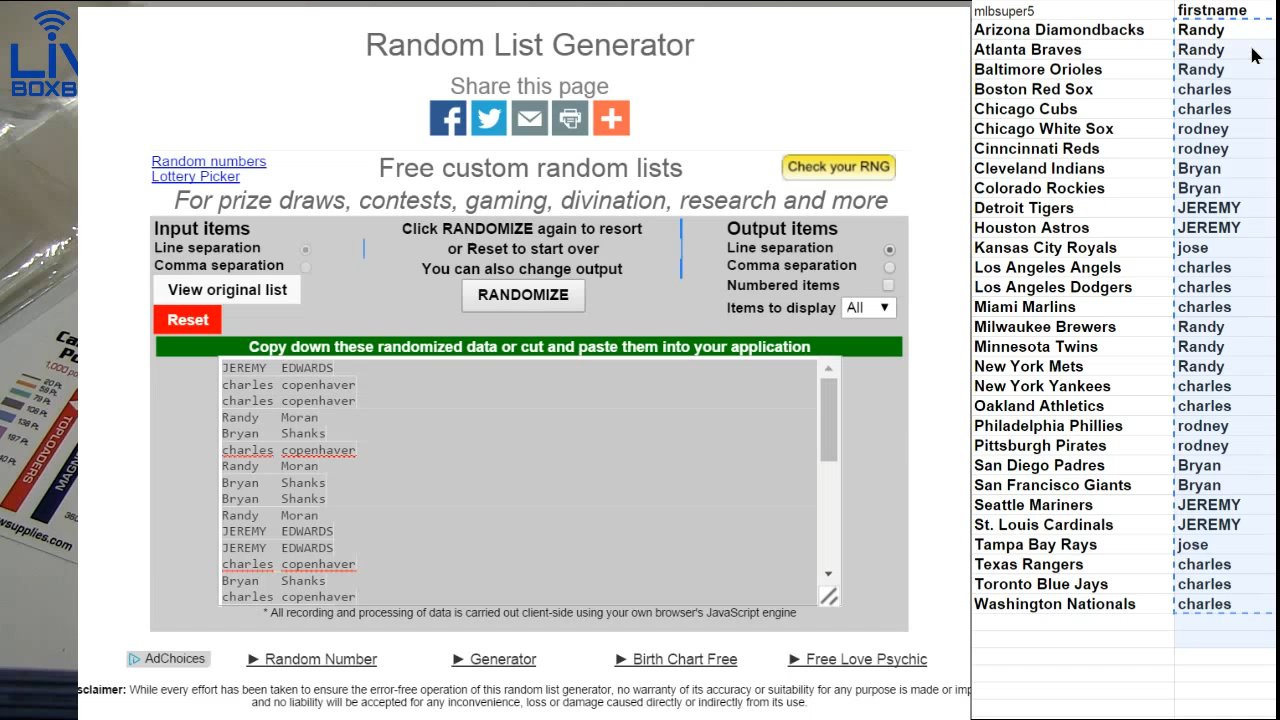 LIV
BOXB
TOPLOADERS
MAGN
1,000 po
20 Pt.
wsupplies.com
Random List Generator
Share this page
Random numbers
Lottery Picker
Free custom random lists
Check your RNG
For prize draws, contests, gaming, divination, research and more
Input items
Line separation
Comma separation
View original list
Reset
Click RANDOMIZE again to resort
or Reset to start over
You can also change output
RANDOMIZE
Output items
Line separation
Comma separation
Numbered items
Items to display All
Copy down these randomized data or cut and paste them into your application
JEREMY EDWARDS
charles copenhaver
charles copenhaver
Randy Moran
Bryan Shanks
charles copenhaver
Randy Moran
Bryan Shanks
Bryan Shanks
Randy Moran
JEREMY EDWARDS
JEREMY EDWARDS
charles copenhaver
Bryan Shanks
charles copenhaver
* All recording and processing of data is carried out client-side using your own browser's JavaScript engine
AdChoices
► Random Number
► Generator
► Birth Chart Free
► Free Love Psychic
sclaimer: While every effort has been taken to ensure the error-free operation of this random list generator, no warranty of its accuracy or suitability for any purpose is made or imp
and no liability will be accepted for any inconvenience, loss or damage caused directly or indirectly from its use.
mlbsuper5 firstname
Arizona Diamondbacks Randy
Atlanta Braves Randy
Baltimore Orioles Randy
Boston Red Sox charles
Chicago Cubs charles
Chicago White Sox rodney
Cinncinnati Reds rodney
Cleveland Indians Bryan
Colorado Rockies Bryan
Detroit Tigers JEREMY
Houston Astros JEREMY
Kansas City Royals jose
Los Angeles Angels charles
Los Angeles Dodgers charles
Miami Marlins charles
Milwaukee Brewers Randy
Minnesota Twins Randy
New York Mets Randy
New York Yankees charles
Oakland Athletics charles
Philadelphia Phillies rodney
Pittsburgh Pirates rodney
San Diego Padres Bryan
San Francisco Giants Bryan
Seattle Mariners JEREMY
St. Louis Cardinals JEREMY
Tampa Bay Rays jose
Texas Rangers charles
Toronto Blue Jays charles
Washington Nationals charles